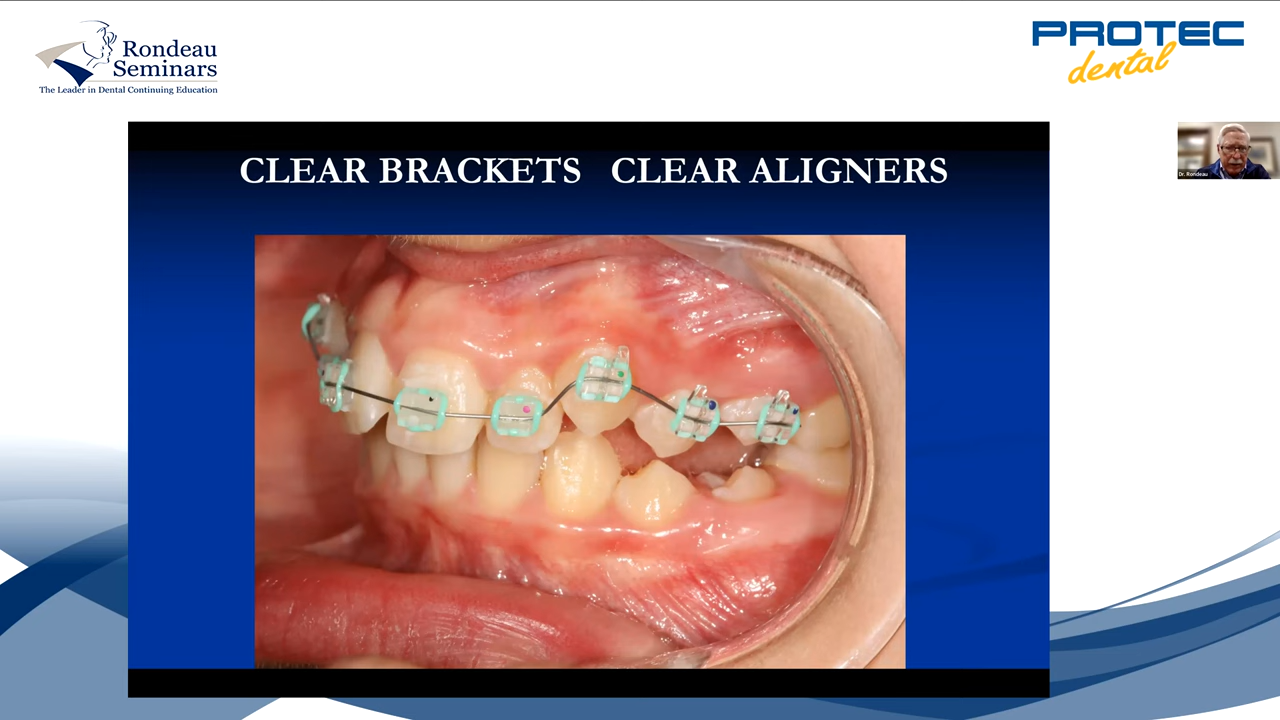 Rondeau
Seminars
The Leader in Dental Continuing Education
PROTEC
dental
CLEAR BRACKETS CLEAR ALIGNERS
Dr. Rondeau